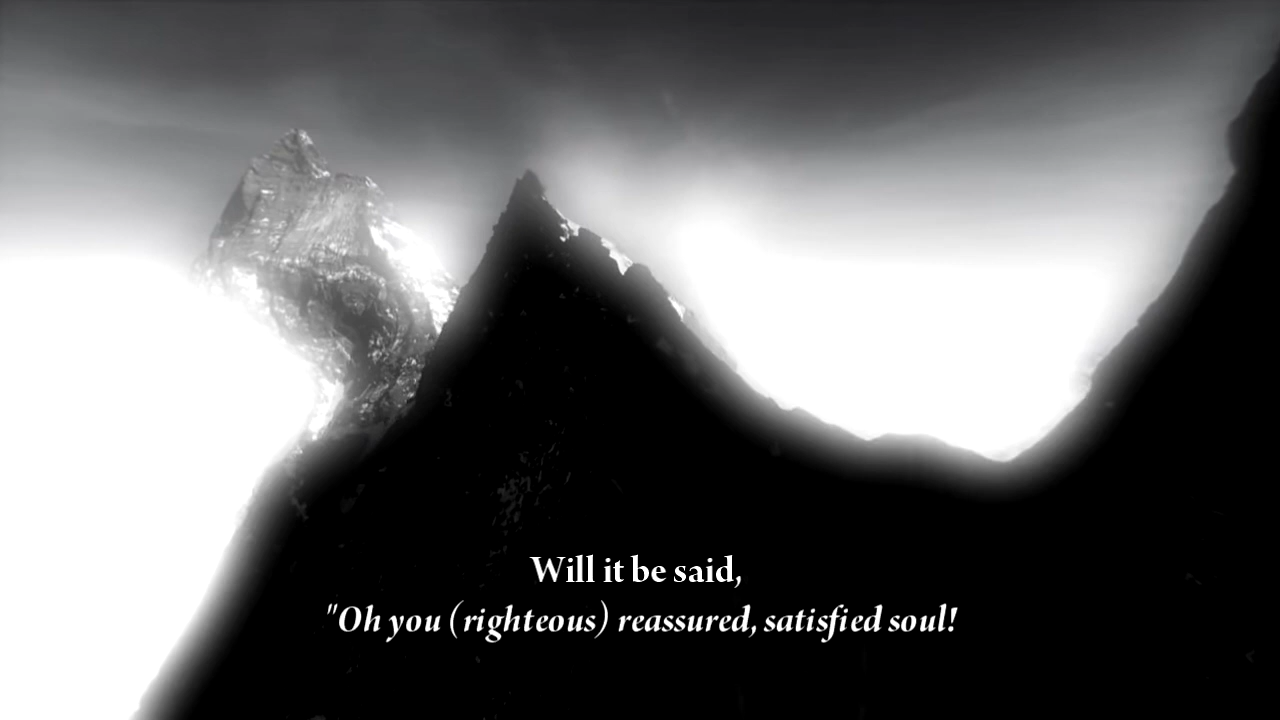 Will it be said,
"Oh you (righteous) reassured, satisfied soul!